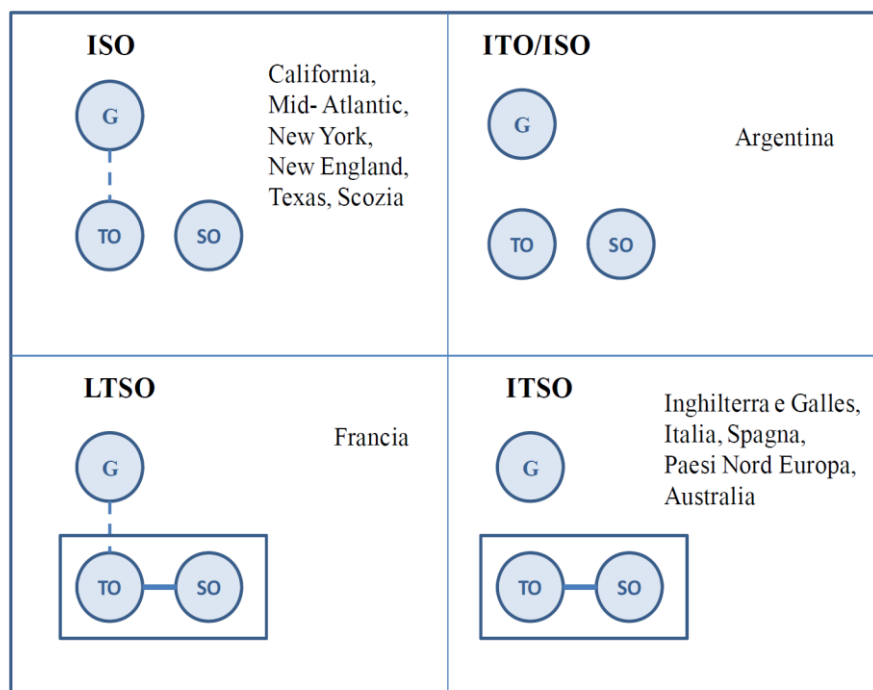 ISO
California,
Mid- Atlantic,
New York,
New England,
Texas, Scozia
G
TO
SO
ITO/ISO
Argentina
G
TO
SO
LTSO
Francia
G
TO
SO
ITSO
Inghilterra e Galles,
Italia, Spagna,
Paesi Nord Europa,
Australia
G
TO
SO